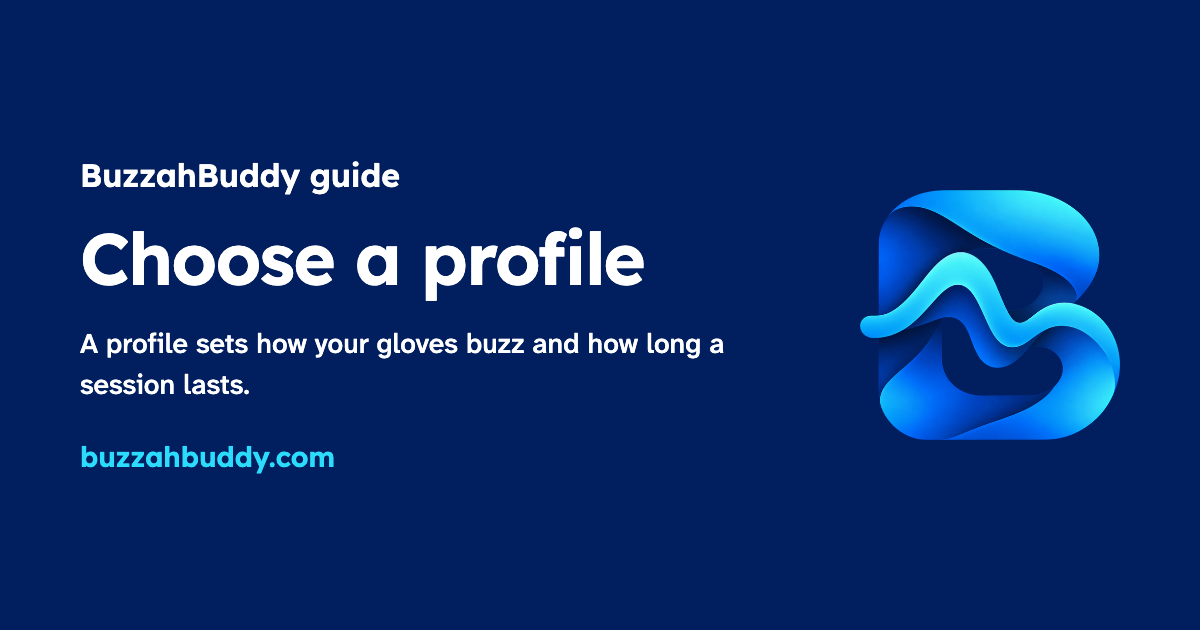 BuzzahBuddy guide
Choose a profile
A profile sets how your gloves buzz and how long a
session lasts.
buzzahbuddy.com